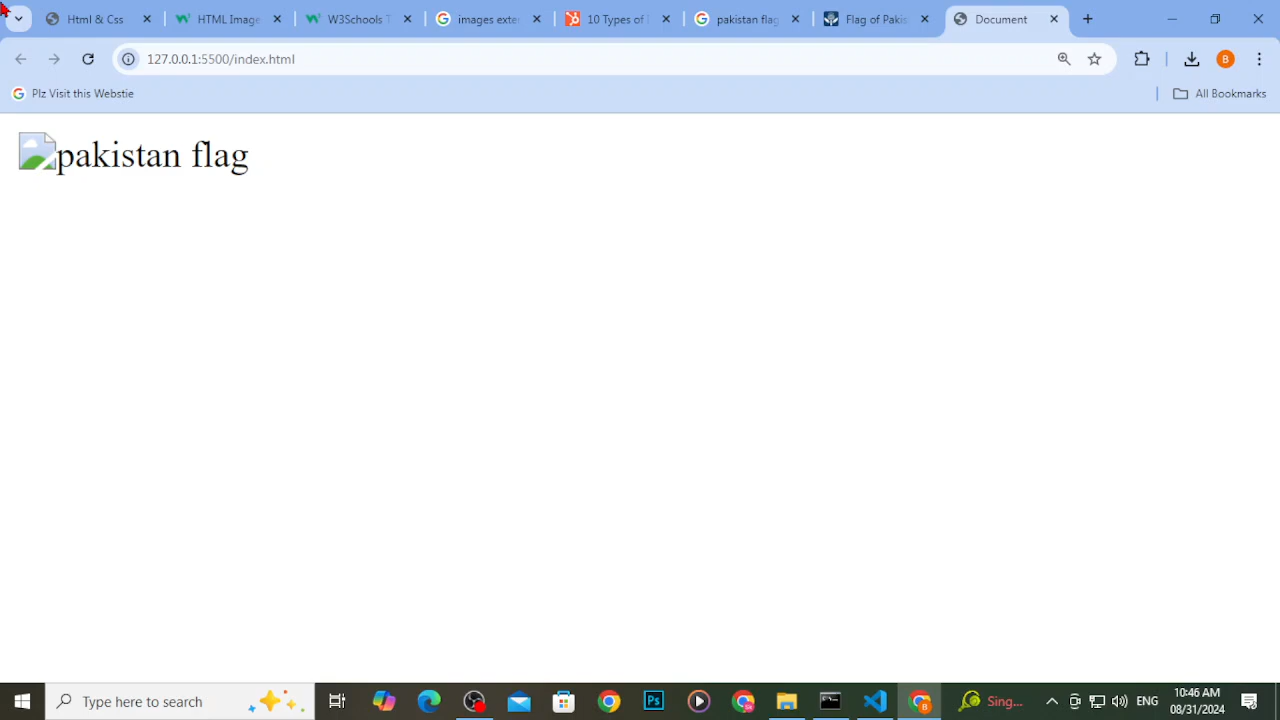 Html & Css
HTML Image
W3Schools T
images exte
10 Types of
pakistan flag
Flag of Pakis
Document
127.0.0.1:5500/index.html
B
Plz Visit this Webstie
All Bookmarks
pakistan flag
Type here to search
Ps
B
Sing...
ENG
10:46 AM
08/31/2024